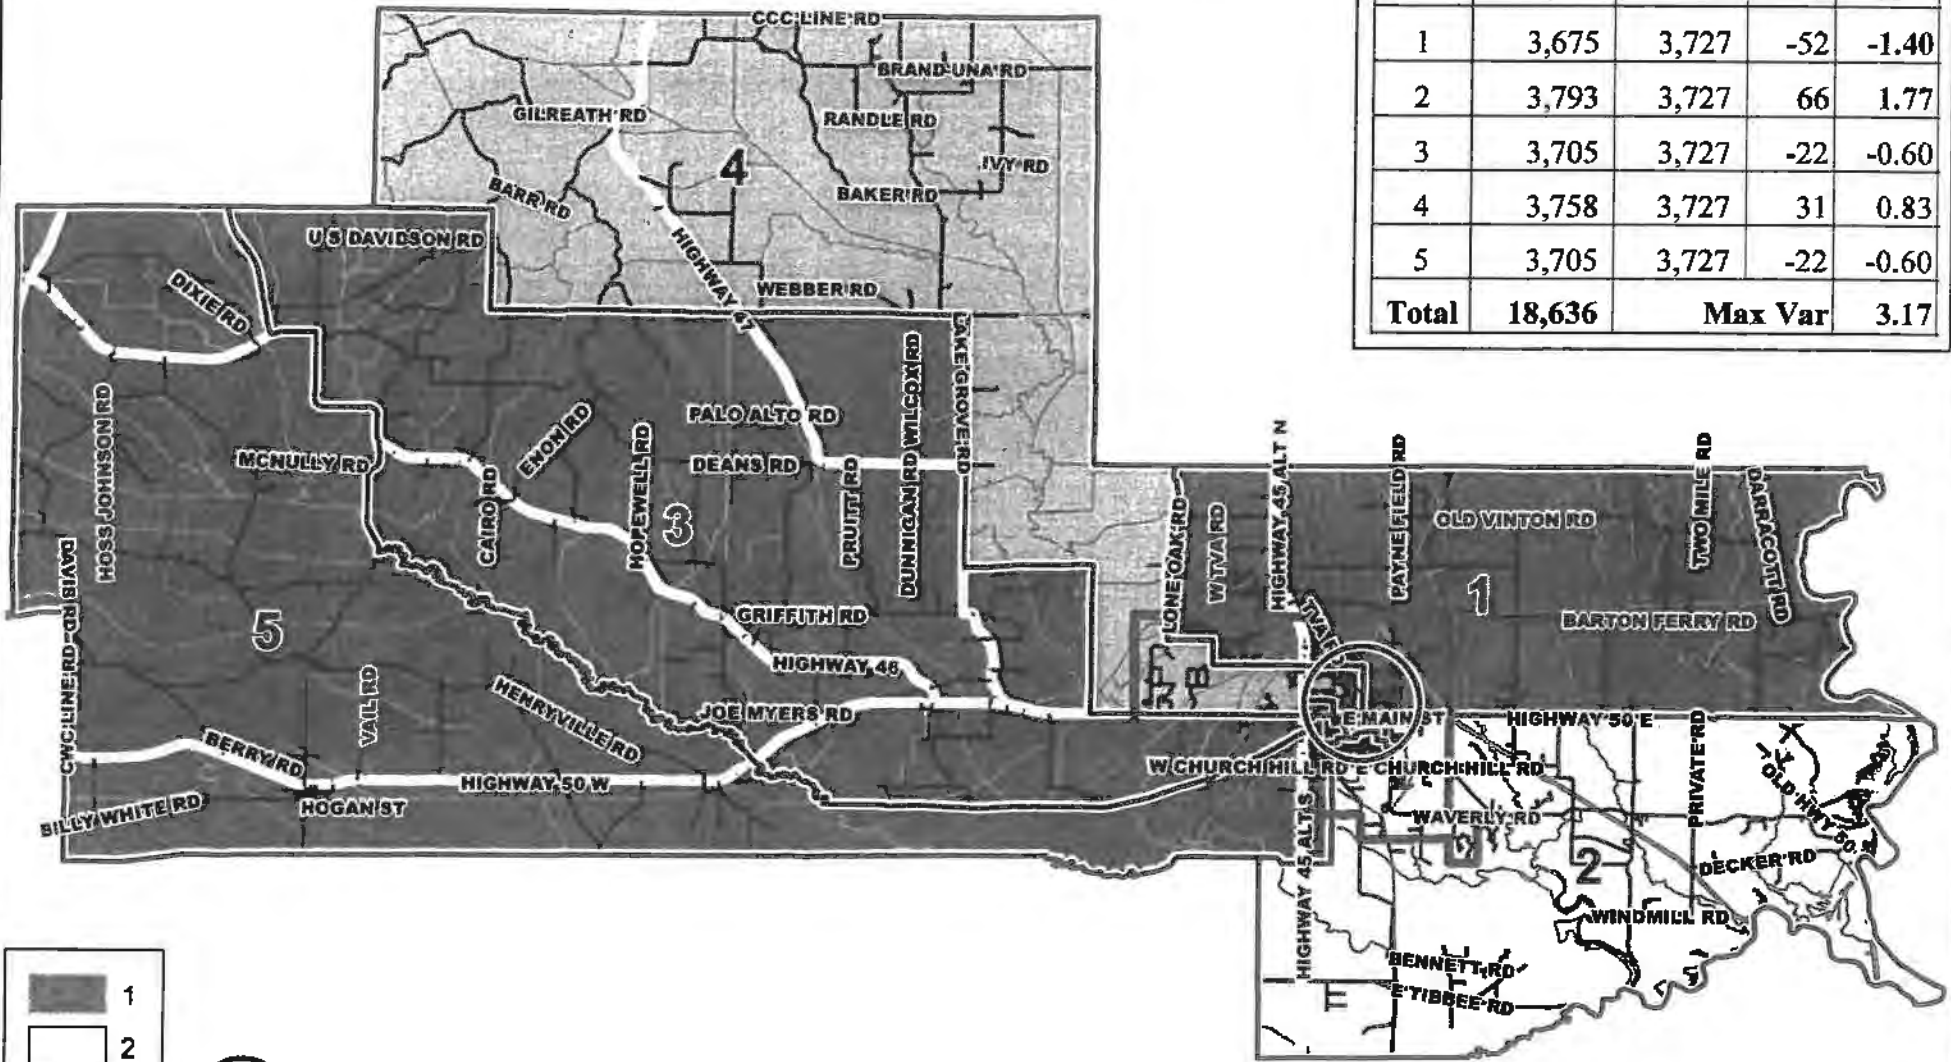 CCC LINE RD
BRAND-UNA RD
GILREATH RD
RANDLE RD
IVY RD
4
BARR RD
BAKER RD
U S DAVIDSON RD
HIGHWAY 47
DIXIE RD
WEBBER RD
LAKE GROVE RD
HOSS JOHNSON RD
PALO ALTO RD
DUNNIGAN RD WILCOX RD
ENON RD
HOPEWELL RD
MCNULLY RD
DEANS RD
CAIRO RD
PRUITT RD
3
HIGHWAY 45 ALT N
PAYNE FIELD RD
TWO MILE RD
DARRACOTT RD
LONE OAK RD
W TVA RD
OLD VINTON RD
1
BARTON FERRY RD
DAVIS RD
CWC LINE RD
5
GRIFFITH RD
HIGHWAY 46
VAIL RD
HENRYVILLE RD
JOE MYERS RD
E MAIN ST
HIGHWAY 50 E
BERRY RD
HIGHWAY 50 W
W CHURCH HILL RD E CHURCH HILL RD
PRIVATE RD
OLD HWY 50
BILLY WHITE RD
HOGAN ST
HIGHWAY 45 ALT S
WAVERLY RD
2
DECKER RD
WINDMILL RD
BENNETT RD
E TIBBEE RD
1 3,675 3,727 -52 -1.40
2 3,793 3,727 66 1.77
3 3,705 3,727 -22 -0.60
4 3,758 3,727 31 0.83
5 3,705 3,727 -22 -0.60
Total 18,636 Max Var 3.17
1
2